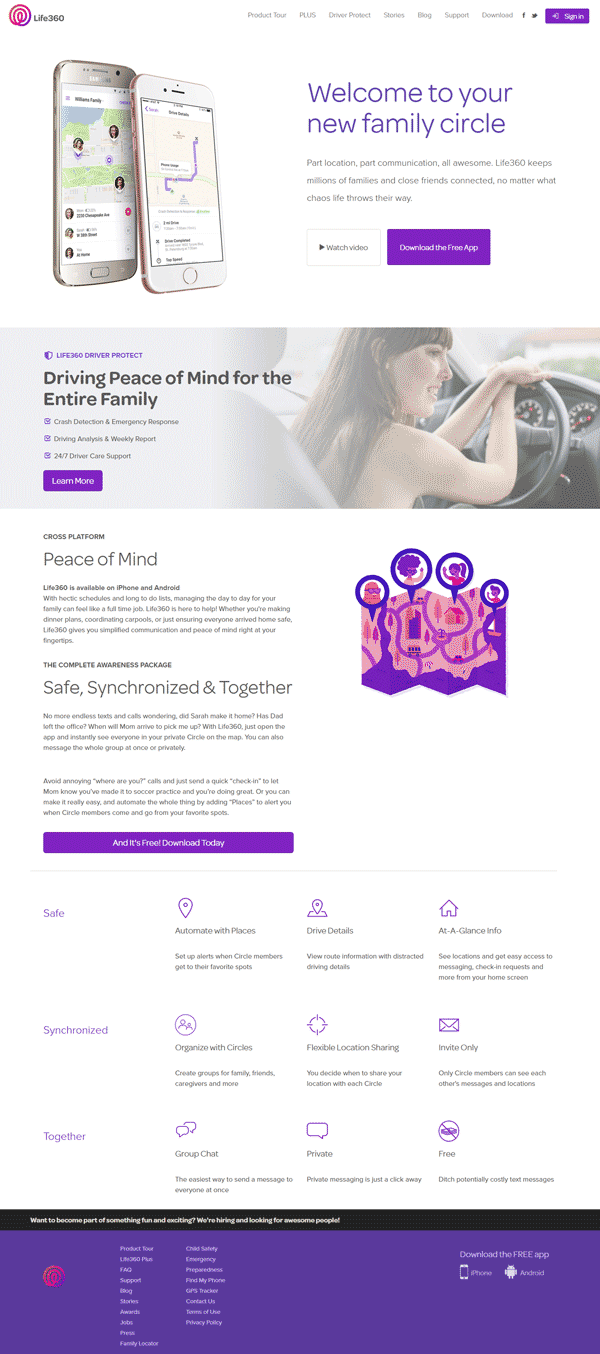 Life360
Product Tour PLUS Driver Protect Stories Blog Support Download Sign in
Williams Family
2230 Chesapeake Ave
W 38th Street
At Home
Sarah Drive Details
Phone Usage
2 mi Drive
Drive Completed
Top Speed
Welcome to your
new family circle
Part location, part communication, all awesome. Life360 keeps
millions of families and close friends connected, no matter what
chaos life throws their way.
Watch video
Download the Free App
LIFE360 DRIVER PROTECT
Driving Peace of Mind for the
Entire Family
Crash Detection & Emergency Response
Driving Analysis & Weekly Report
24/7 Driver Care Support
Learn More
CROSS PLATFORM
Peace of Mind
Life360 is available on iPhone and Android
With hectic schedules and long to do lists, managing the day to day for your
family can feel like a full time job. Life360 is here to help! Whether you're making
dinner plans, coordinating carpools, or just ensuring everyone arrived home safe,
Life360 gives you simplified communication and peace of mind right at your
fingertips.
THE COMPLETE AWARENESS PACKAGE
Safe, Synchronized & Together
No more endless texts and calls wondering, did Sarah make it home? Has Dad
left the office? When will Mom arrive to pick me up? With Life360, just open the
app and instantly see everyone in your private Circle on the map. You can also
message the whole group at once or privately.
Avoid annoying "where are you?" calls and just send a quick "check-in" to let
Mom know you've made it to soccer practice and you're doing great. Or you can
make it really easy, and automate the whole thing by adding "Places" to alert you
when Circle members come and go from your favorite spots.
And It's Free! Download Today
Safe
Automate with Places
Set up alerts when Circle members
get to their favorite spots
Drive Details
View route information with distracted
driving details
At-A-Glance Info
See locations and get easy access to
messaging, check-in requests and
more from your home screen
Synchronized
Organize with Circles
Create groups for family, friends,
caregivers and more
Flexible Location Sharing
You decide when to share your
location with each Circle
Invite Only
Only Circle members can see each
other's messages and locations
Together
Group Chat
The easiest way to send a message to
everyone at once
Private
Private messaging is just a click away
Free
Ditch potentially costly text messages
Want to become part of something fun and exciting? We're hiring and looking for awesome people!
Product Tour
Life360 Plus
FAQ
Support
Blog
Stories
Awards
Jobs
Press
Family Locator
Child Safety
Emergency
Preparedness
Find My Phone
GPS Tracker
Contact Us
Terms of Use
Privacy Policy
Download the FREE app
iPhone Android